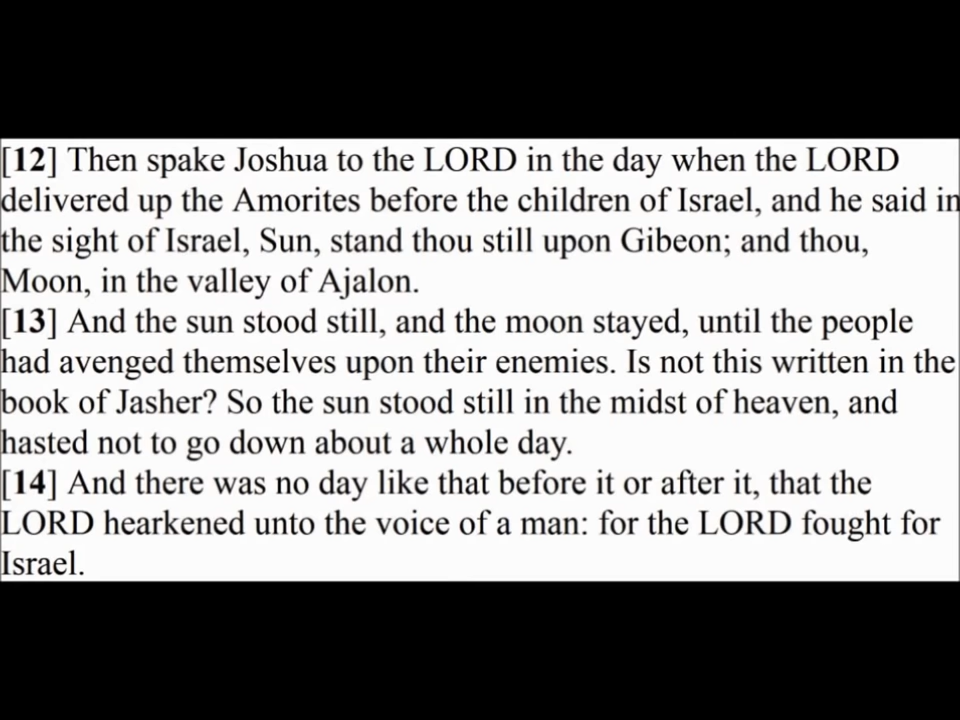 [12] Then spake Joshua to the LORD in the day when the LORD
delivered up the Amorites before the children of Israel, and he said in
the sight of Israel, Sun, stand thou still upon Gibeon; and thou,
Moon, in the valley of Ajalon.
[13] And the sun stood still, and the moon stayed, until the people
had avenged themselves upon their enemies. Is not this written in the
book of Jasher? So the sun stood still in the midst of heaven, and
hasted not to go down about a whole day.
[14] And there was no day like that before it or after it, that the
LORD hearkened unto the voice of a man: for the LORD fought for
Israel.